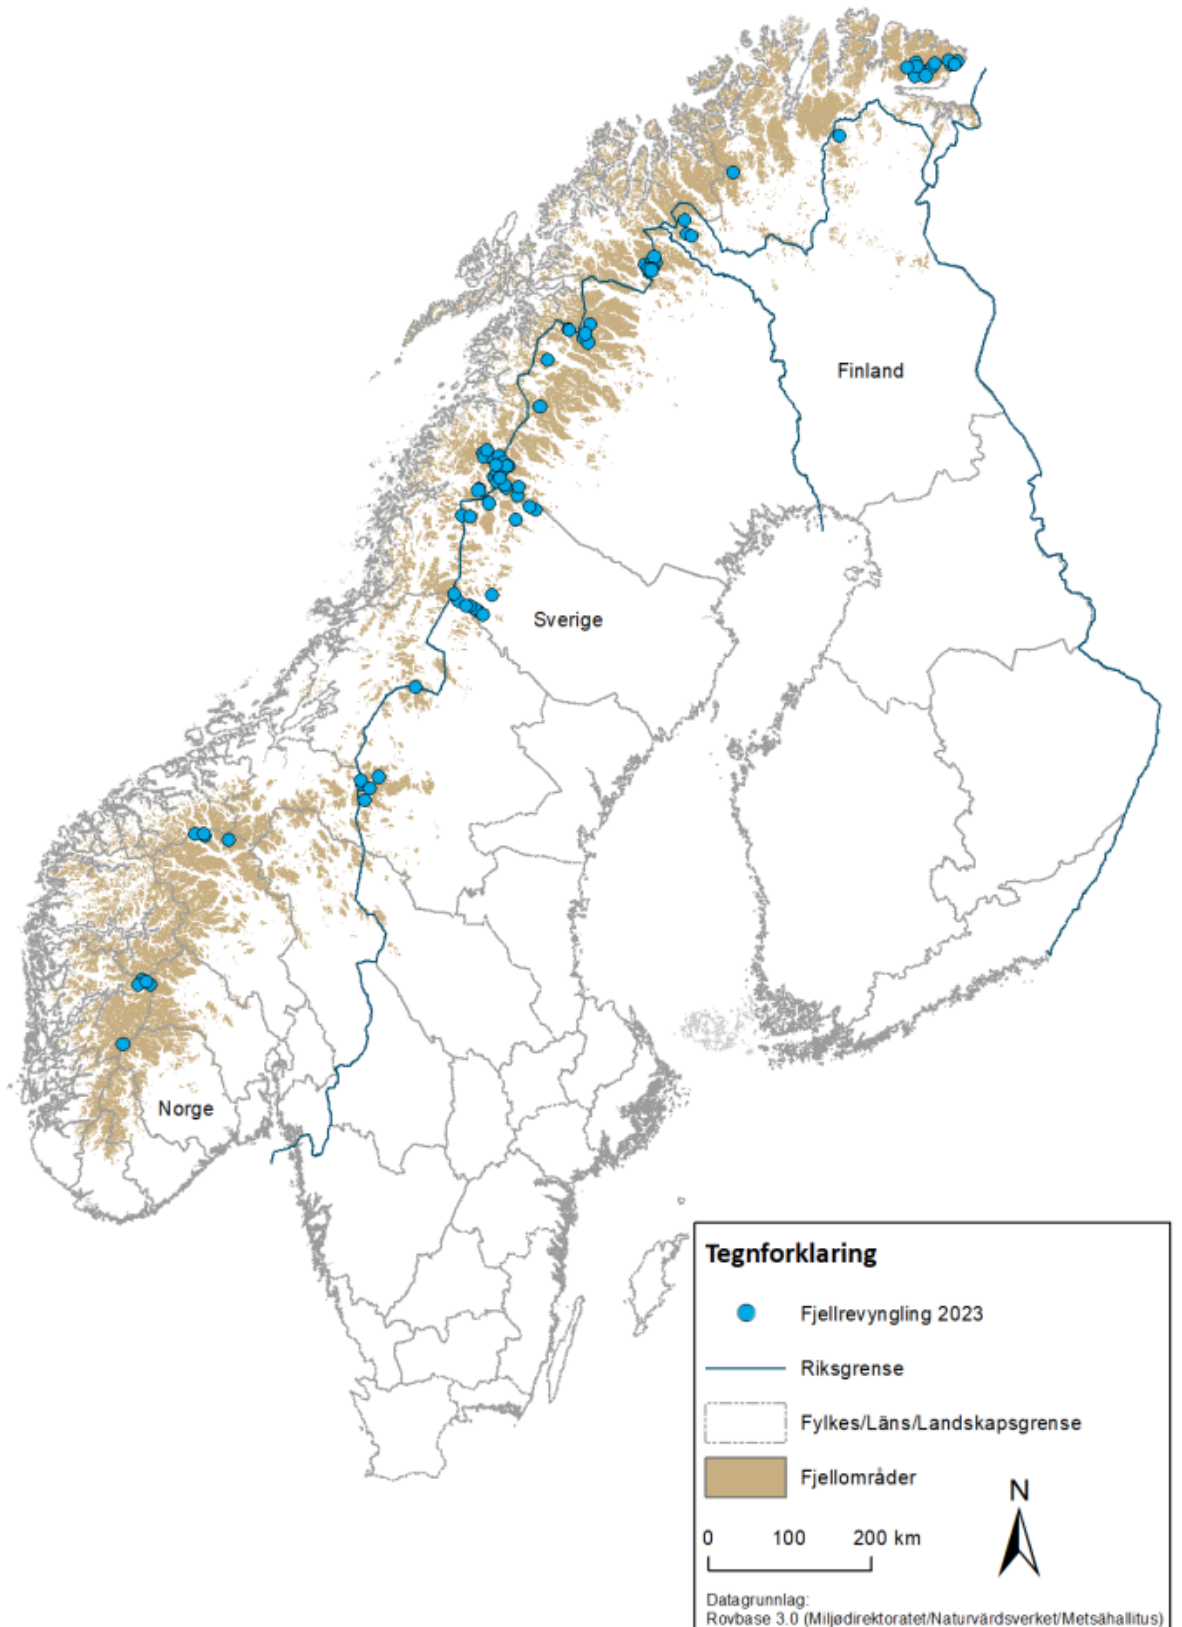 Finland
Sverige
Norge
Tegnforklaring
Fjellrevyngling 2023
Riksgrense
Fylkes/Läns/Landskapsgrense
Fjellområder
N
0 100 200 km
Datagrunnlag:
Rovbase 3.0 (Miljødirektoratet/Naturvårdsverket/Metsähallitus)